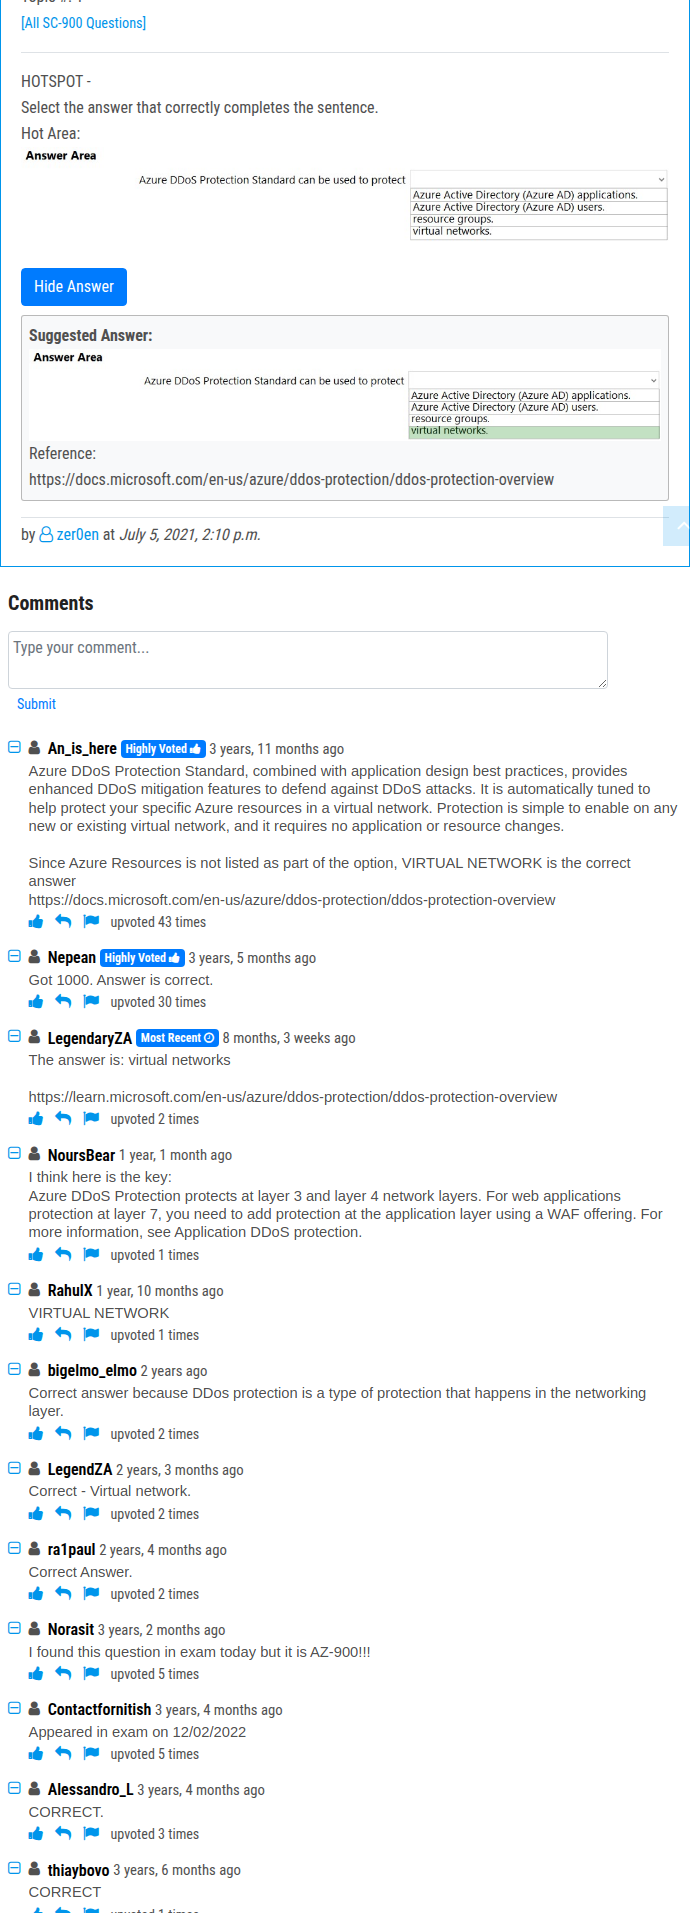 [All SC-900 Questions]
HOTSPOT -
Select the answer that correctly completes the sentence.
Hot Area:
Answer Area
Azure DDoS Protection Standard can be used to protect
Azure Active Directory (Azure AD) applications.
Azure Active Directory (Azure AD) users.
resource groups.
virtual networks.
Hide Answer
Suggested Answer:
Answer Area
Azure DDoS Protection Standard can be used to protect
Azure Active Directory (Azure AD) applications.
Azure Active Directory (Azure AD) users.
resource groups.
virtual networks.
Reference:
https://docs.microsoft.com/en-us/azure/ddos-protection/ddos-protection-overview
by zer0en at July 5, 2021, 2:10 p.m.
Comments
Type your comment...
Submit
An_is_here Highly Voted 3 years, 11 months ago
Azure DDoS Protection Standard, combined with application design best practices, provides
enhanced DDoS mitigation features to defend against DDoS attacks. It is automatically tuned to
help protect your specific Azure resources in a virtual network. Protection is simple to enable on any
new or existing virtual network, and it requires no application or resource changes.
Since Azure Resources is not listed as part of the option, VIRTUAL NETWORK is the correct
answer
https://docs.microsoft.com/en-us/azure/ddos-protection/ddos-protection-overview
upvoted 43 times
Nepean Highly Voted 3 years, 5 months ago
Got 1000. Answer is correct.
upvoted 30 times
LegendaryZA Most Recent 8 months, 3 weeks ago
The answer is: virtual networks
https://learn.microsoft.com/en-us/azure/ddos-protection/ddos-protection-overview
upvoted 2 times
NoursBear 1 year, 1 month ago
I think here is the key:
Azure DDoS Protection protects at layer 3 and layer 4 network layers. For web applications
protection at layer 7, you need to add protection at the application layer using a WAF offering. For
more information, see Application DDoS protection.
upvoted 1 times
RahulX 1 year, 10 months ago
VIRTUAL NETWORK
upvoted 1 times
bigelmo_elmo 2 years ago
Correct answer because DDos protection is a type of protection that happens in the networking
layer.
upvoted 2 times
LegendZA 2 years, 3 months ago
Correct - Virtual network.
upvoted 2 times
ra1paul 2 years, 4 months ago
Correct Answer.
upvoted 2 times
Norasit 3 years, 2 months ago
I found this question in exam today but it is AZ-900!!!
upvoted 5 times
Contactfornitish 3 years, 4 months ago
Appeared in exam on 12/02/2022
upvoted 5 times
Alessandro_L 3 years, 4 months ago
CORRECT.
upvoted 3 times
thiaybovo 3 years, 6 months ago
CORRECT